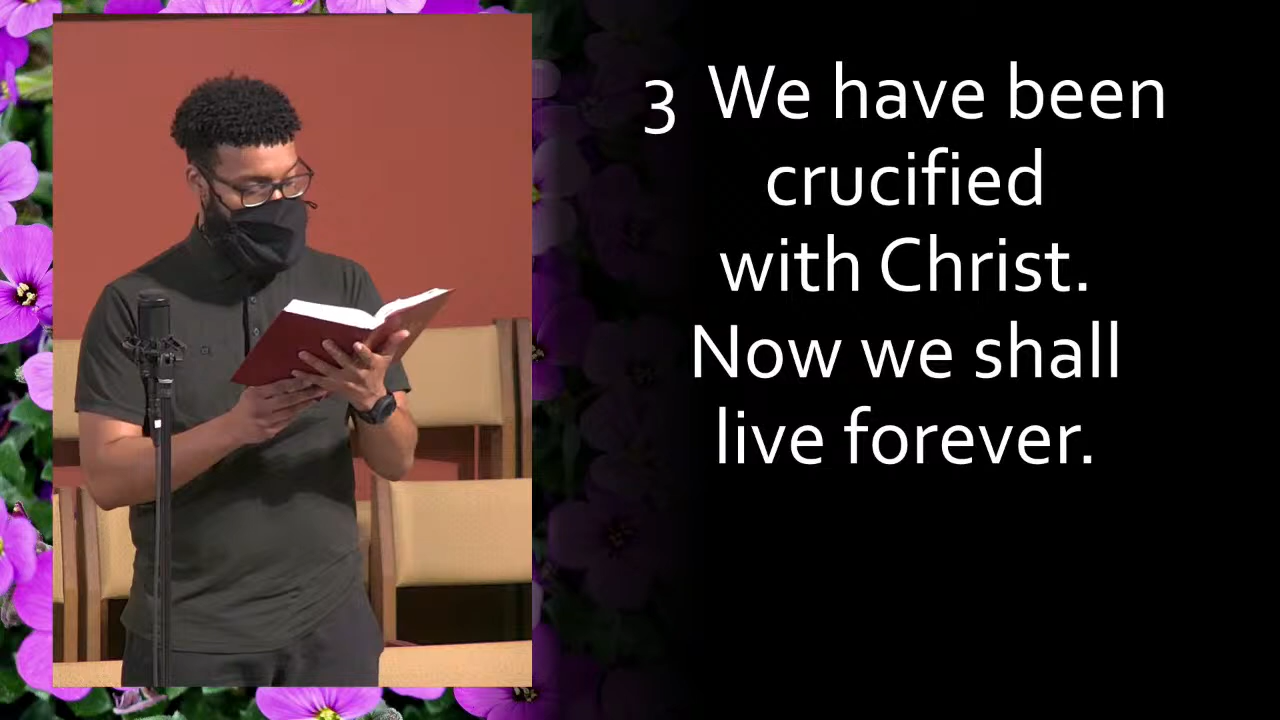 3 We have been
crucified
with Christ.
Now we shall
live forever.